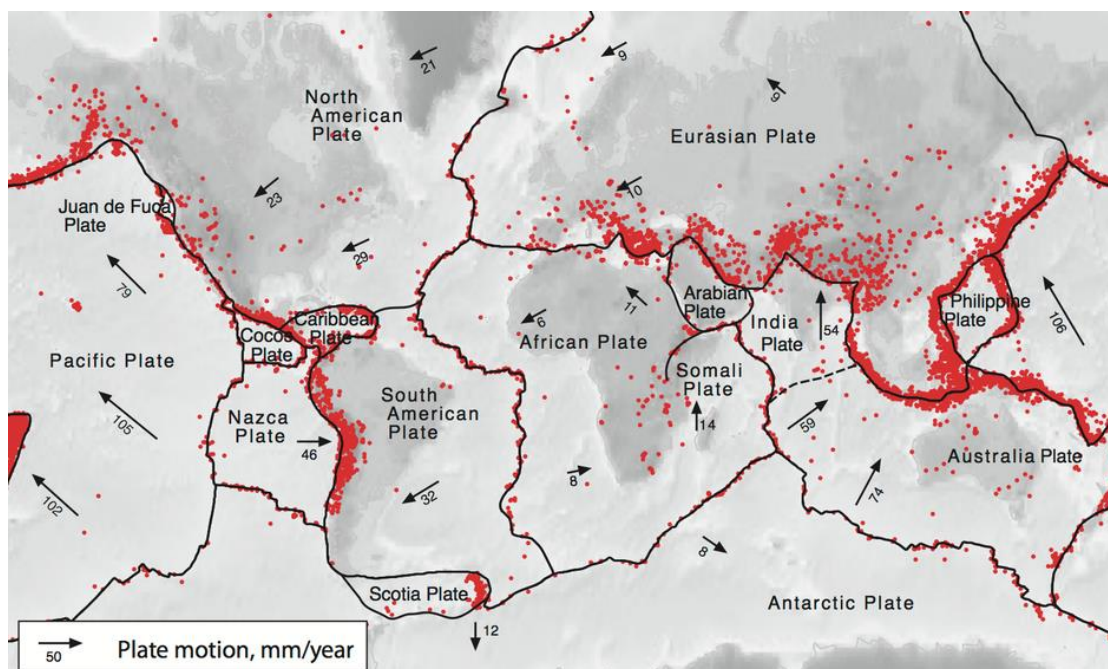 21
9
North
American
Plate
9
Eurasian Plate
23
10
Juan de Fuca
Plate
29
79
Arabian
Plate
11
Philippine
Plate
106
Caribbean
Plate
Cocos
Plate
6
African Plate
India
Plate
54
Pacific Plate
Somali
Plate
South
American
Plate
105
Nazca
Plate
46
14
59
Australia Plate
8
32
74
102
8
Scotia Plate
Antarctic Plate
12
50
Plate motion, mm/year